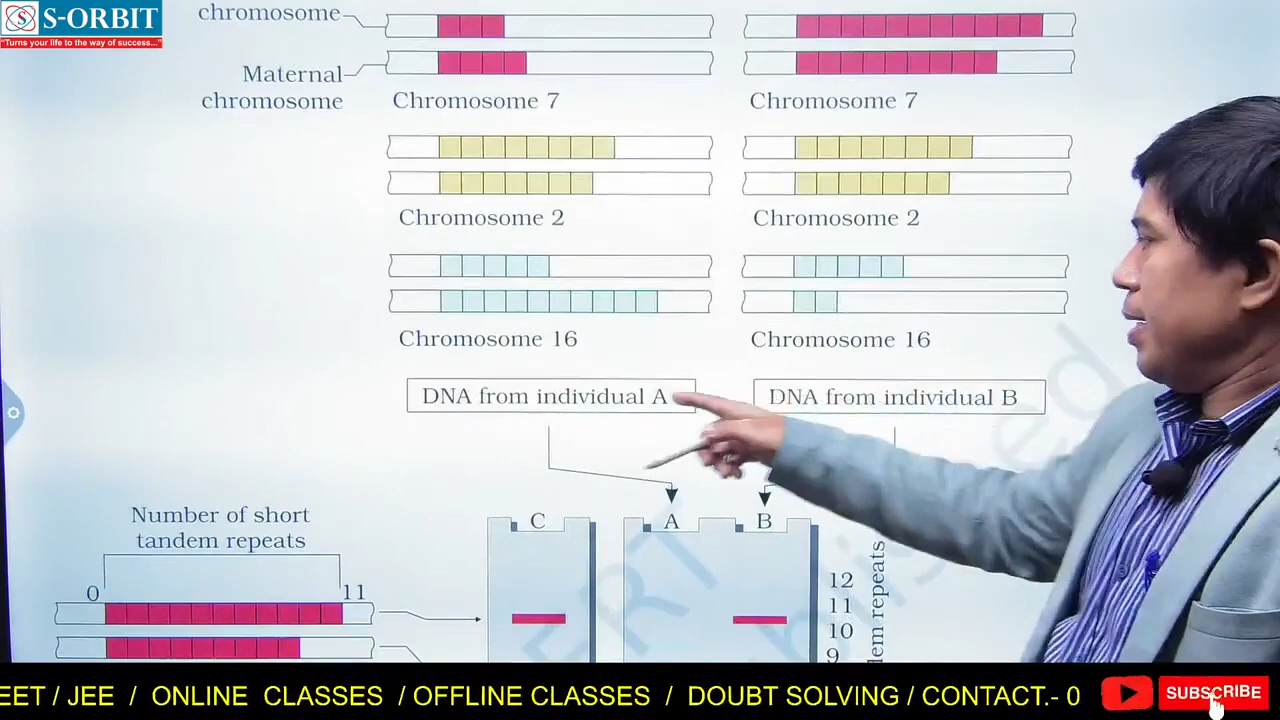 S-ORBIT
"Turns your life to the way of success..."
chromosome
Maternal
chromosome
Chromosome 7
Chromosome 7
Chromosome 2
Chromosome 2
Chromosome 16
Chromosome 16
DNA from individual A
DNA from individual B
Number of short
tandem repeats
0
11
C
A
B
12
11
10
9
EET / JEE / ONLINE CLASSES / OFFLINE CLASSES / DOUBT SOLVING / CONTACT.- 0
SUBSCRIBE